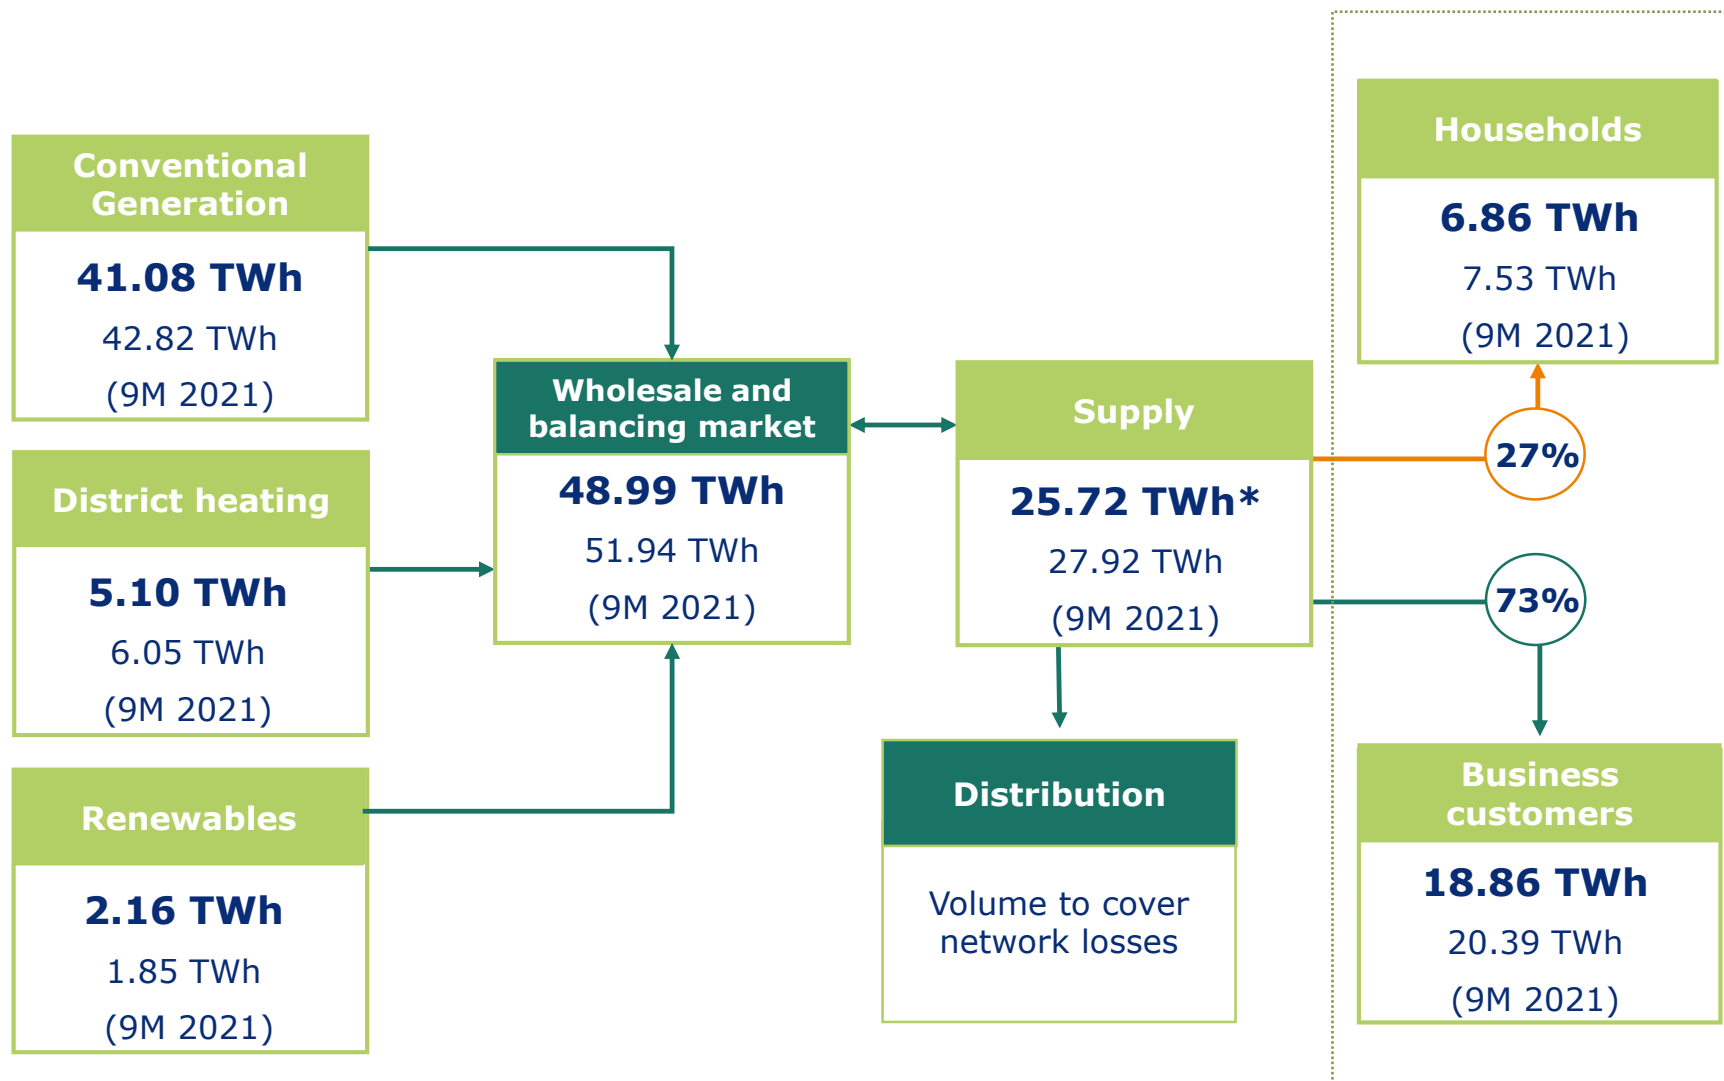 Conventional
Generation
41.08 TWh
42.82 TWh
(9M 2021)
District heating
5.10 TWh
6.05 TWh
(9M 2021)
Renewables
2.16 TWh
1.85 TWh
(9M 2021)
Wholesale and
balancing market
48.99 TWh
51.94 TWh
(9M 2021)
Supply
25.72 TWh*
27.92 TWh
(9M 2021)
Distribution
Volume to cover
network losses
Households
6.86 TWh
7.53 TWh
(9M 2021)
27%
73%
Business
customers
18.86 TWh
20.39 TWh
(9M 2021)